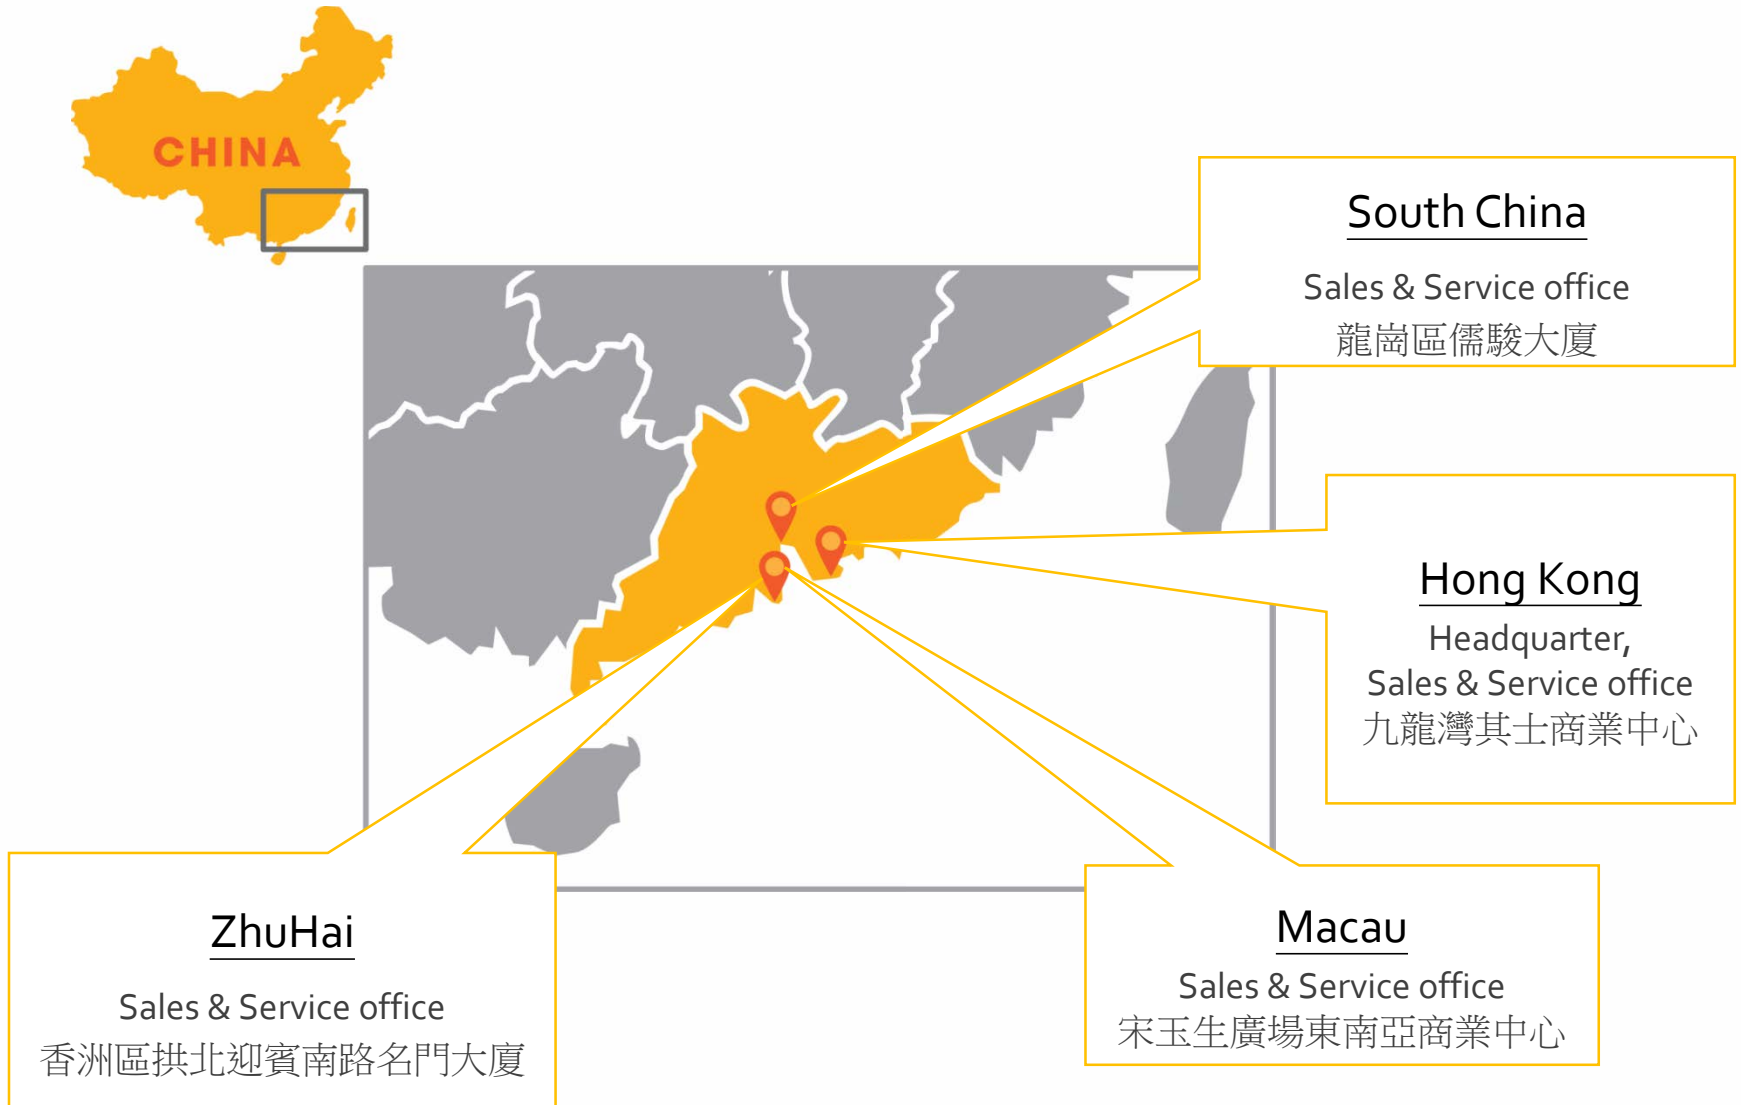 CHINA
South China
Sales & Service office
龍崗區儒駿大廈
Hong Kong
Headquarter,
Sales & Service office
九龍灣其士商業中心
ZhuHai
Sales & Service office
香洲區拱北迎賓南路名門大廈
Macau
Sales & Service office
宋玉生廣場東南亞商業中心